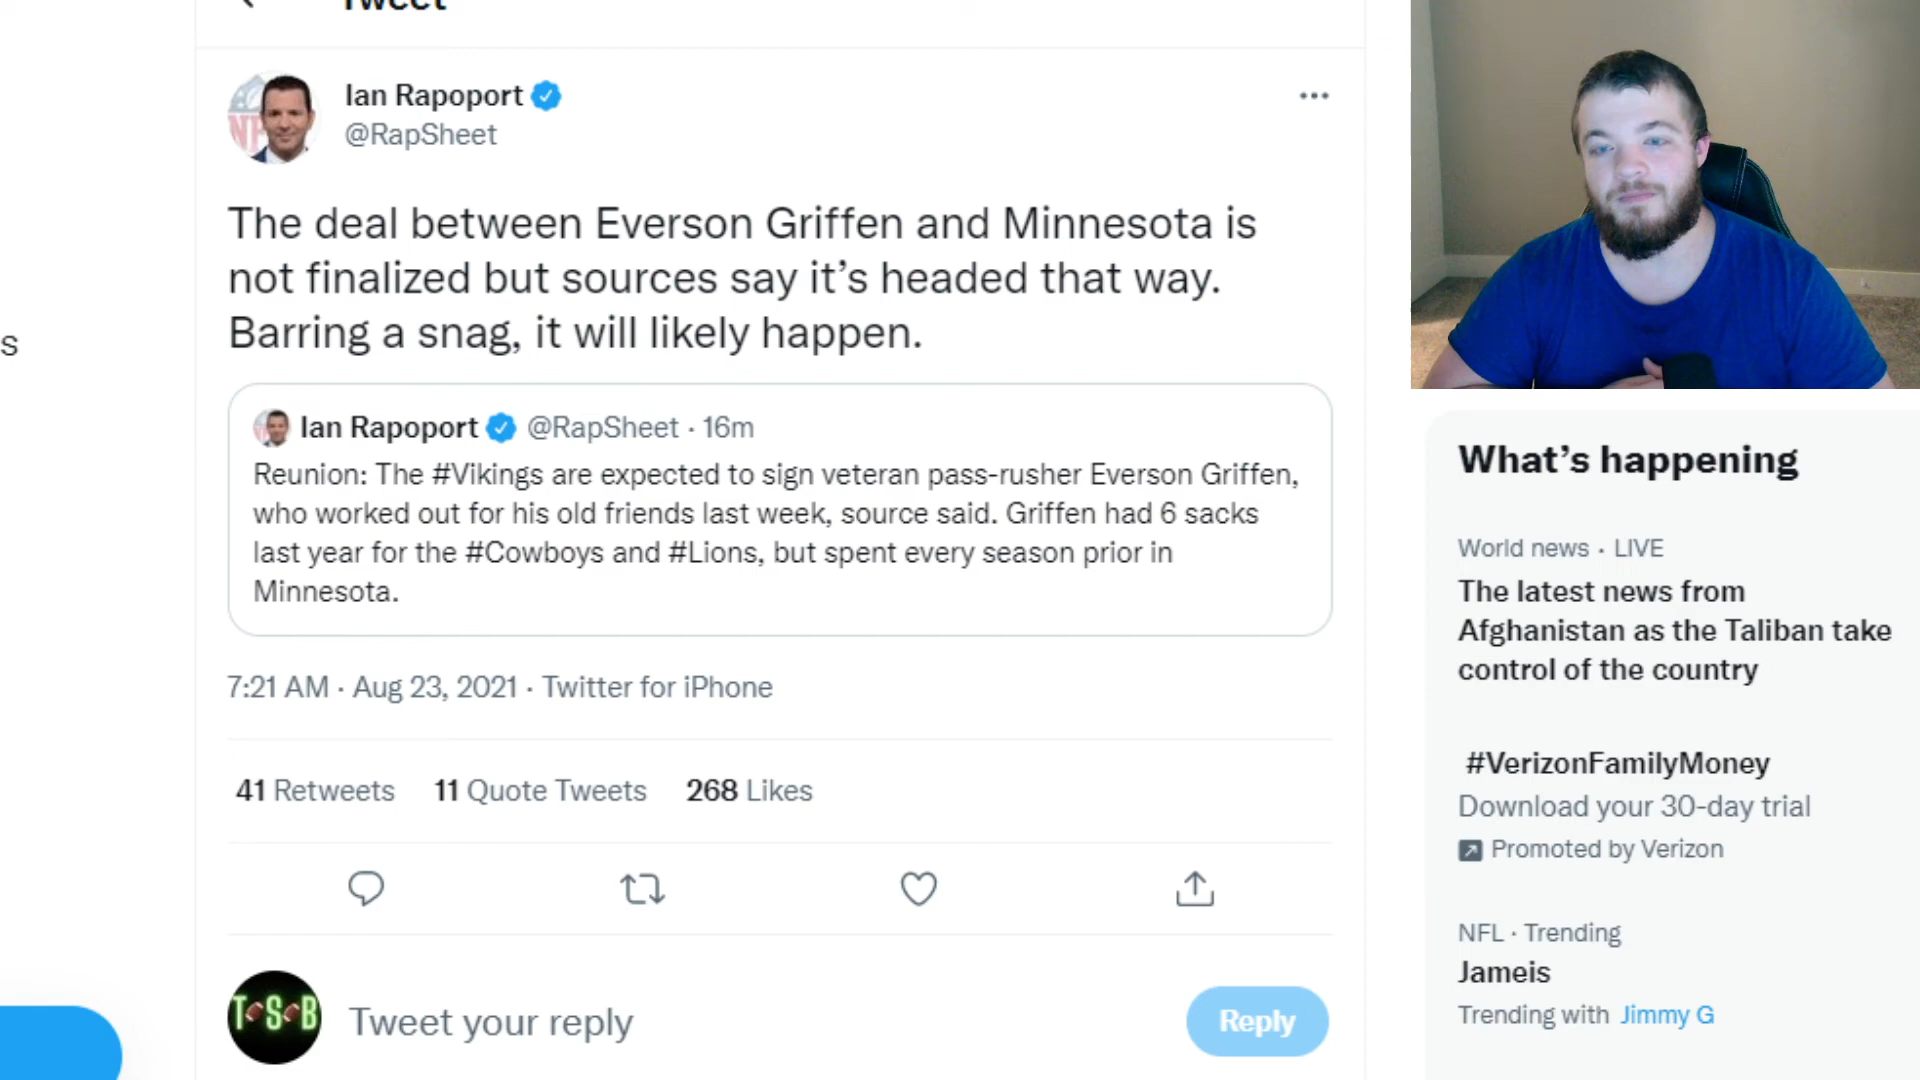 Tweet
Ian Rapoport
@RapSheet
The deal between Everson Griffen and Minnesota is
not finalized but sources say it’s headed that way.
Barring a snag, it will likely happen.
Ian Rapoport @RapSheet · 16m
Reunion: The #Vikings are expected to sign veteran pass-rusher Everson Griffen,
who worked out for his old friends last week, source said. Griffen had 6 sacks
last year for the #Cowboys and #Lions, but spent every season prior in
Minnesota.
7:21 AM · Aug 23, 2021 · Twitter for iPhone
41 Retweets 11 Quote Tweets 268 Likes
TSB
Tweet your reply
Reply
s
What’s happening
World news · LIVE
The latest news from
Afghanistan as the Taliban take
control of the country
#VerizonFamilyMoney
Download your 30-day trial
Promoted by Verizon
NFL · Trending
Jameis
Trending with Jimmy G